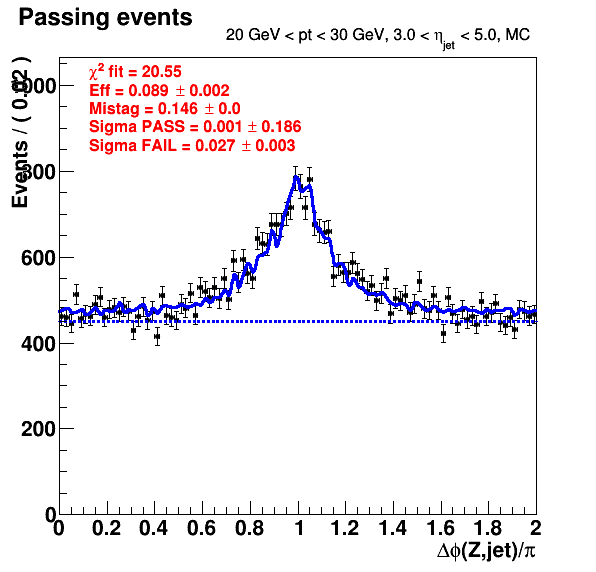 Passing events
20 GeV < pt < 30 GeV, 3.0 < η_jet < 5.0, MC
χ² fit = 20.55
Eff = 0.089 ± 0.002
Mistag = 0.146 ± 0.0
Sigma PASS = 0.001 ± 0.186
Sigma FAIL = 0.027 ± 0.003
Events / ( 0.02 )
800
600
400
200
0
0 0.2 0.4 0.6 0.8 1 1.2 1.4 1.6 1.8 2
Δϕ(Z,jet)/π